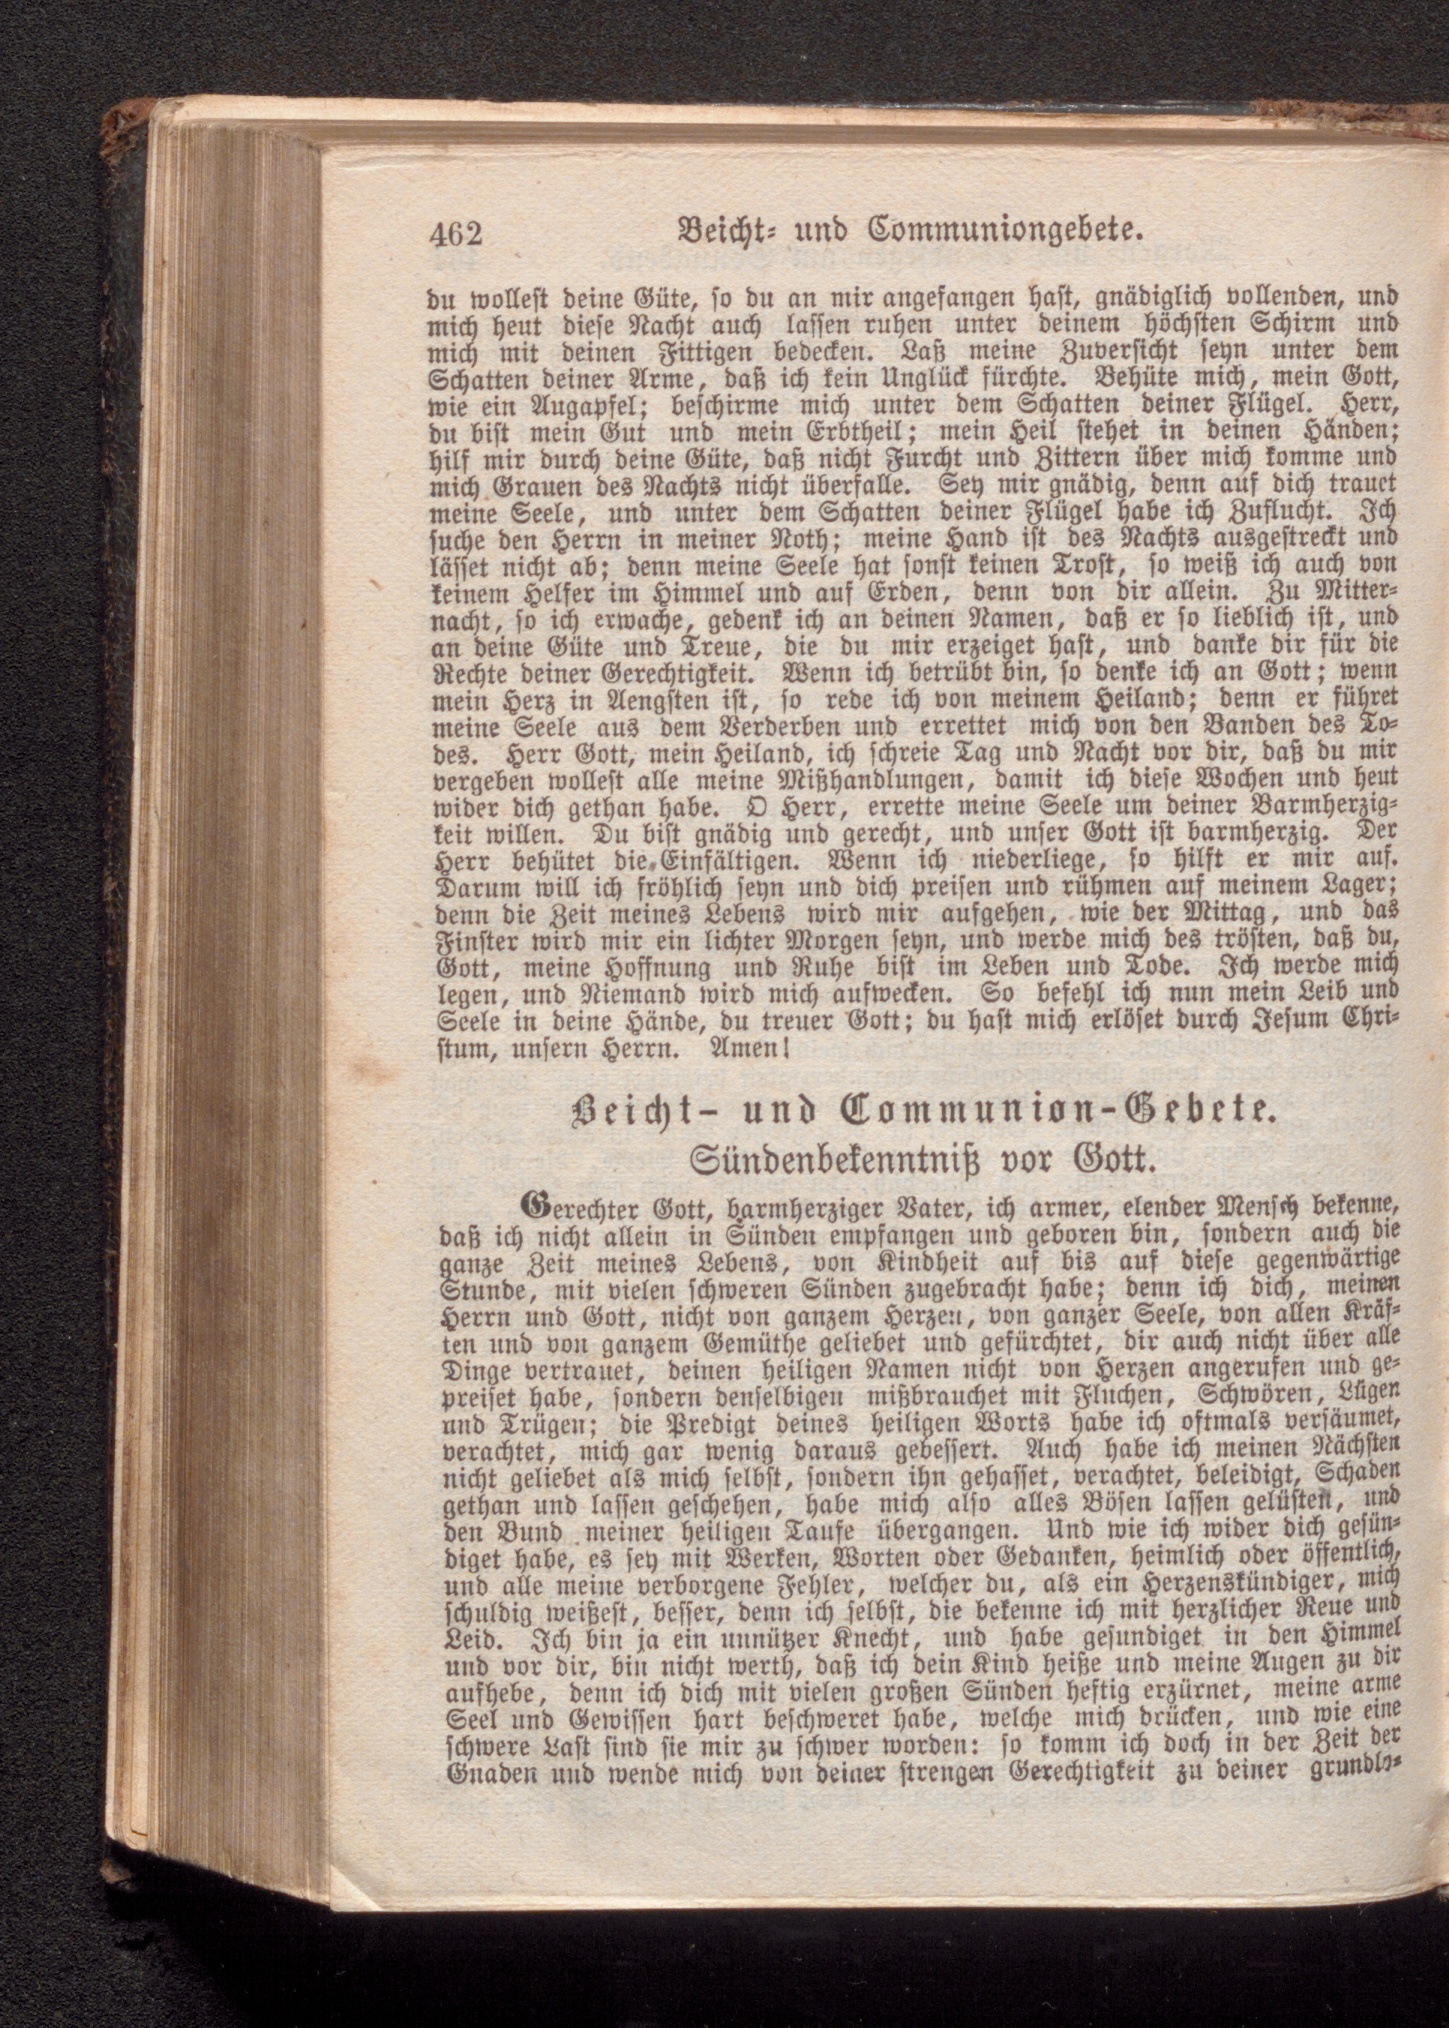 462 Beicht- und Communiongebete.
du wollest deine Güte, so du an mir angefangen hast, gnädiglich vollenden, und
mich heut diese Nacht auch lassen ruhen unter deinem höchsten Schirm und
mich mit deinen Fittigen bedecken. Laß meine Zuversicht seyn unter dem
Schatten deiner Arme, daß ich kein Unglück fürchte. Behüte mich, mein Gott,
wie ein Augapfel; beschirme mich unter dem Schatten deiner Flügel. Herr,
du bist mein Gut und mein Erbtheil; mein Heil stehet in deinen Händen;
hilf mir durch deine Güte, daß nicht Furcht und Zittern über mich komme und
mich Grauen des Nachts nicht überfalle. Sey mir gnädig, denn auf dich trauet
meine Seele, und unter dem Schatten deiner Flügel habe ich Zuflucht. Ich
suche den Herrn in meiner Noth; meine Hand ist des Nachts ausgestreckt und
lässet nicht ab; denn meine Seele hat sonst keinen Trost, so weiß ich auch von
keinem Helfer im Himmel und auf Erden, denn von dir allein. Zu Mitter-
nacht, so ich erwache, gedenk ich an deinen Namen, daß er so lieblich ist, und
an deine Güte und Treue, die du mir erzeiget hast, und danke dir für die
Rechte deiner Gerechtigkeit. Wenn ich betrübt bin, so denke ich an Gott; wenn
mein Herz in Aengsten ist, so rede ich von meinem Heiland; denn er führet
meine Seele aus dem Verderben und errettet mich von den Banden des To-
des. Herr Gott, mein Heiland, ich schreie Tag und Nacht vor dir, daß du mir
vergeben wollest alle meine Mißhandlungen, damit ich diese Wochen und heut
wider dich gethan habe. O Herr, errette meine Seele um deiner Barmherzig-
keit willen. Du bist gnädig und gerecht, und unser Gott ist barmherzig. Der
Herr behütet die Einfältigen. Wenn ich niederliege, so hilft er mir auf.
Darum will ich fröhlich seyn und dich preisen und rühmen auf meinem Lager;
denn die Zeit meines Lebens wird mir aufgehen, wie der Mittag, und das
Finster wird mir ein lichter Morgen seyn, und werde mich des trösten, daß du,
Gott, meine Hoffnung und Ruhe bist im Leben und Tode. Ich werde mich
legen, und Niemand wird mich aufwecken. So befehl ich nun mein Leib und
Seele in deine Hände, du treuer Gott; du hast mich erlöset durch Jesum Chri-
stum, unsern Herrn. Amen!
Beicht- und Communion-Gebete.
Sündenbekenntniß vor Gott.
Gerechter Gott, barmherziger Vater, ich armer, elender Mensch bekenne,
daß ich nicht allein in Sünden empfangen und geboren bin, sondern auch die
ganze Zeit meines Lebens, von Kindheit auf bis auf diese gegenwärtige
Stunde, mit vielen schweren Sünden zugebracht habe; denn ich dich, meinen
Herrn und Gott, nicht von ganzem Herzen, von ganzer Seele, von allen Kräf-
ten und von ganzem Gemüthe geliebet und gefürchtet, dir auch nicht über alle
Dinge vertrauet, deinen heiligen Namen nicht von Herzen angerufen und ge-
preiset habe, sondern denselbigen mißbrauchet mit Fluchen, Schwören, Lügen
und Trügen; die Predigt deines heiligen Worts habe ich oftmals versäumet,
verachtet, mich gar wenig daraus gebessert. Auch habe ich meinen Nächsten
nicht geliebet als mich selbst, sondern ihn gehasset, verachtet, beleidigt, Schaden
gethan und lassen geschehen, habe mich also alles Bösen lassen gelüsten, und
den Bund meiner heiligen Taufe übergangen. Und wie ich wider dich gesün-
diget habe, es sey mit Werken, Worten oder Gedanken, heimlich oder öffentlich,
und alle meine verborgene Fehler, welcher du, als ein Herzenskündiger, mich
schuldig weißest, besser, denn ich selbst, die bekenne ich mit herzlicher Reue und
Leid. Ich bin ja ein unnützer Knecht, und habe gesundiget in den Himmel
und vor dir, bin nicht werth, daß ich dein Kind heiße und meine Augen zu dir
aufhebe, denn ich dich mit vielen großen Sünden heftig erzürnet, meine arme
Seel und Gewissen hart beschweret habe, welche mich drücken, und wie eine
schwere Last sind sie mir zu schwer worden: so komm ich doch in der Zeit der
Gnaden und wende mich von deiner strengen Gerechtigkeit zu deiner grundlo-